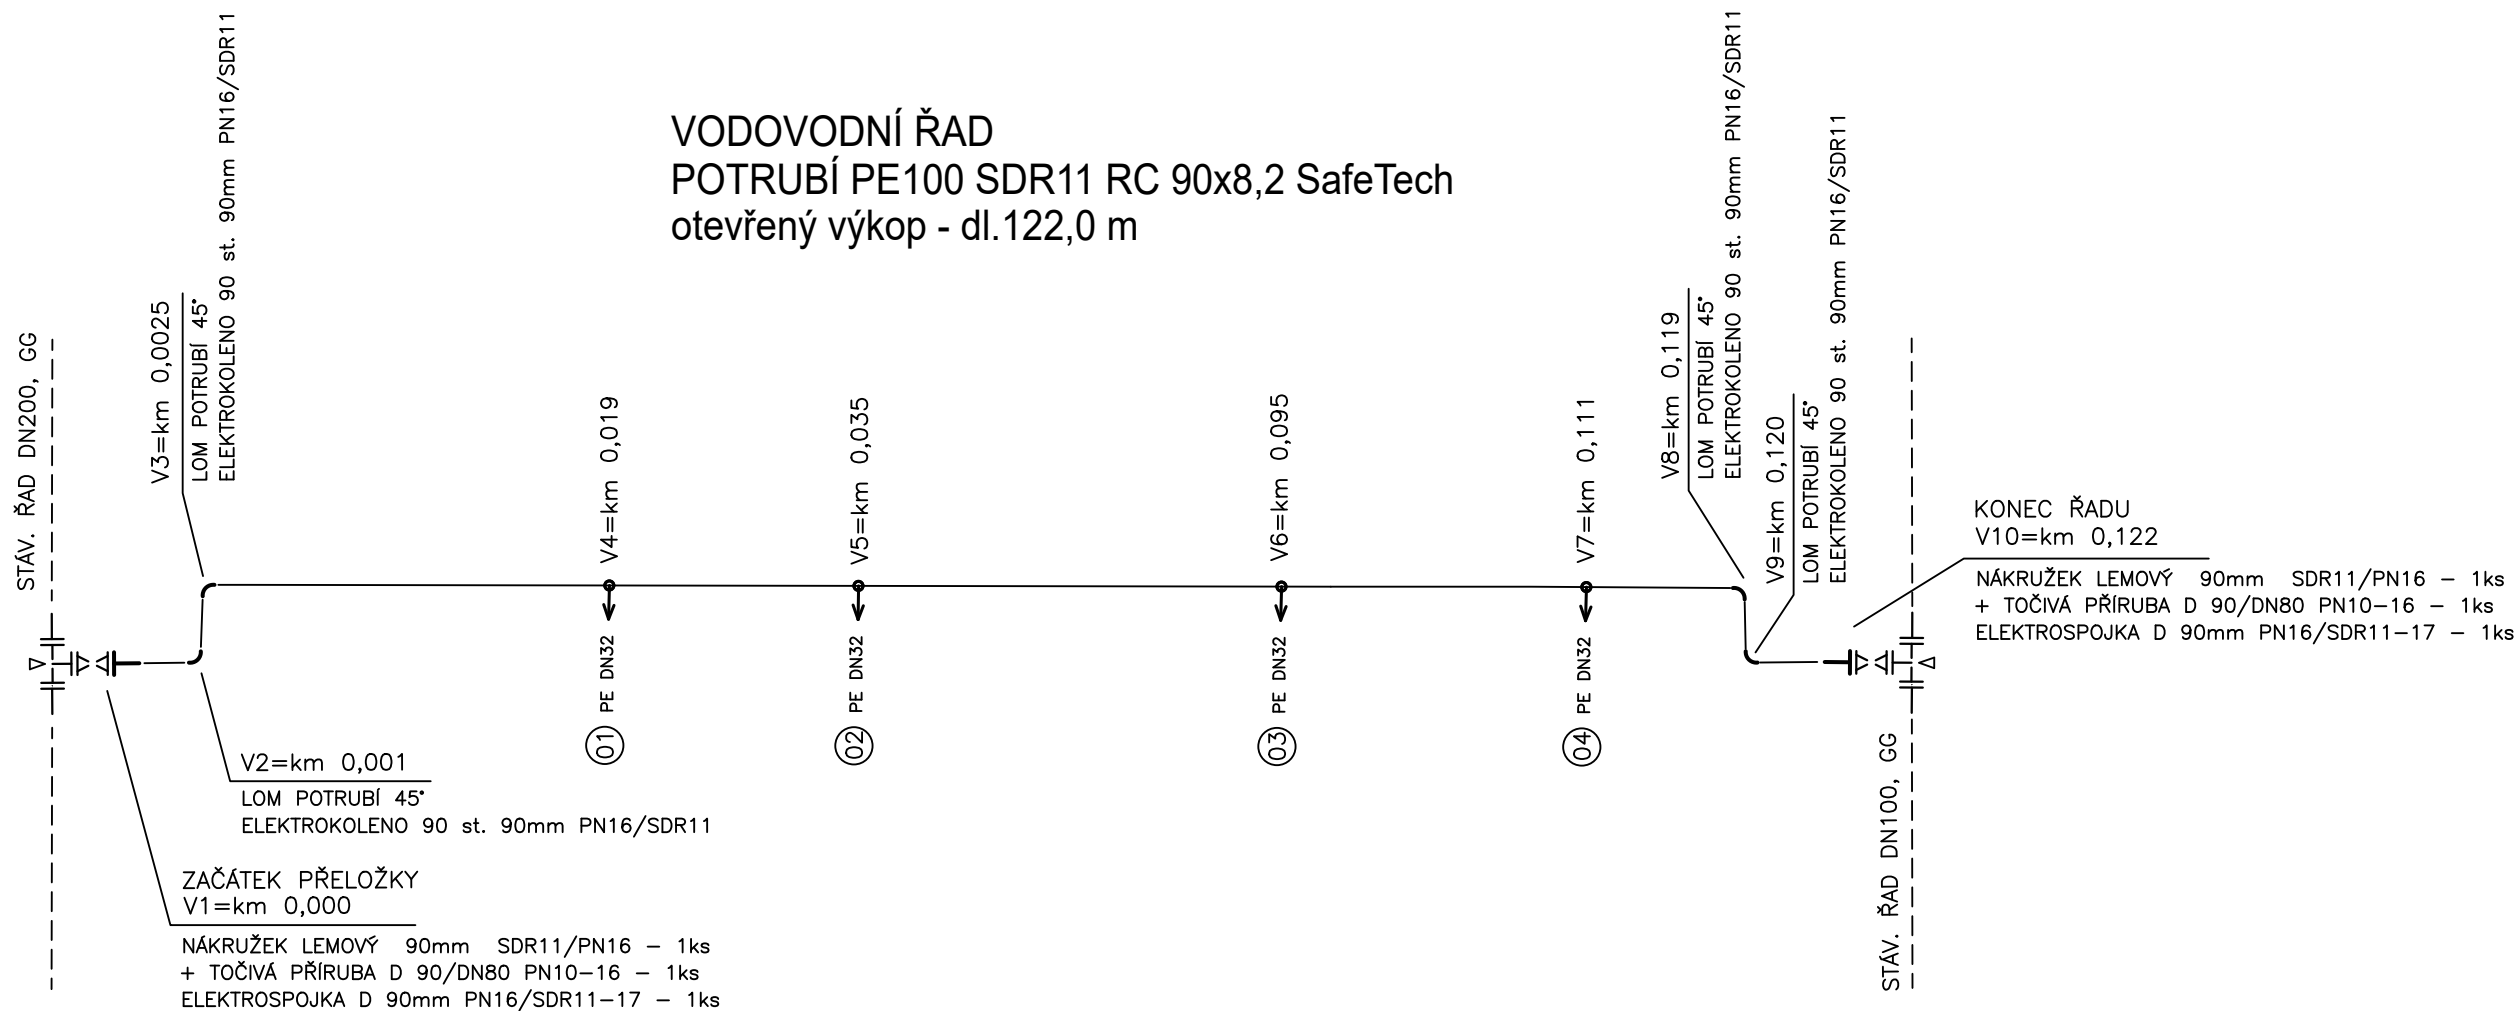 VODOVODNÍ ŘAD
POTRUBÍ PE100 SDR11 RC 90x8,2 SafeTech
otevřený výkop - dl.122,0 m
STÁV. ŘAD DN200, GG
V3=km 0,0025
LOM POTRUBÍ 45°
ELEKTROKOLENO 90 st. 90mm PN16/SDR11
V4=km 0,019
V5=km 0,035
V6=km 0,095
V7=km 0,111
V8=km 0,119
LOM POTRUBÍ 45°
ELEKTROKOLENO 90 st. 90mm PN16/SDR11
V9=km 0,120
LOM POTRUBÍ 45°
ELEKTROKOLENO 90 st. 90mm PN16/SDR11
KONEC ŘADU
V10=km 0,122
NÁKRUŽEK LEMOVÝ 90mm SDR11/PN16 - 1ks
+ TOČIVÁ PŘÍRUBA D 90/DN80 PN10-16 - 1ks
ELEKTROSPOJKA D 90mm PN16/SDR11-17 - 1ks
PE DN32
01
PE DN32
02
PE DN32
03
PE DN32
04
V2=km 0,001
LOM POTRUBÍ 45°
ELEKTROKOLENO 90 st. 90mm PN16/SDR11
ZAČÁTEK PŘELOŽKY
V1=km 0,000
NÁKRUŽEK LEMOVÝ 90mm SDR11/PN16 - 1ks
+ TOČIVÁ PŘÍRUBA D 90/DN80 PN10-16 - 1ks
ELEKTROSPOJKA D 90mm PN16/SDR11-17 - 1ks
STÁV. ŘAD DN100, GG